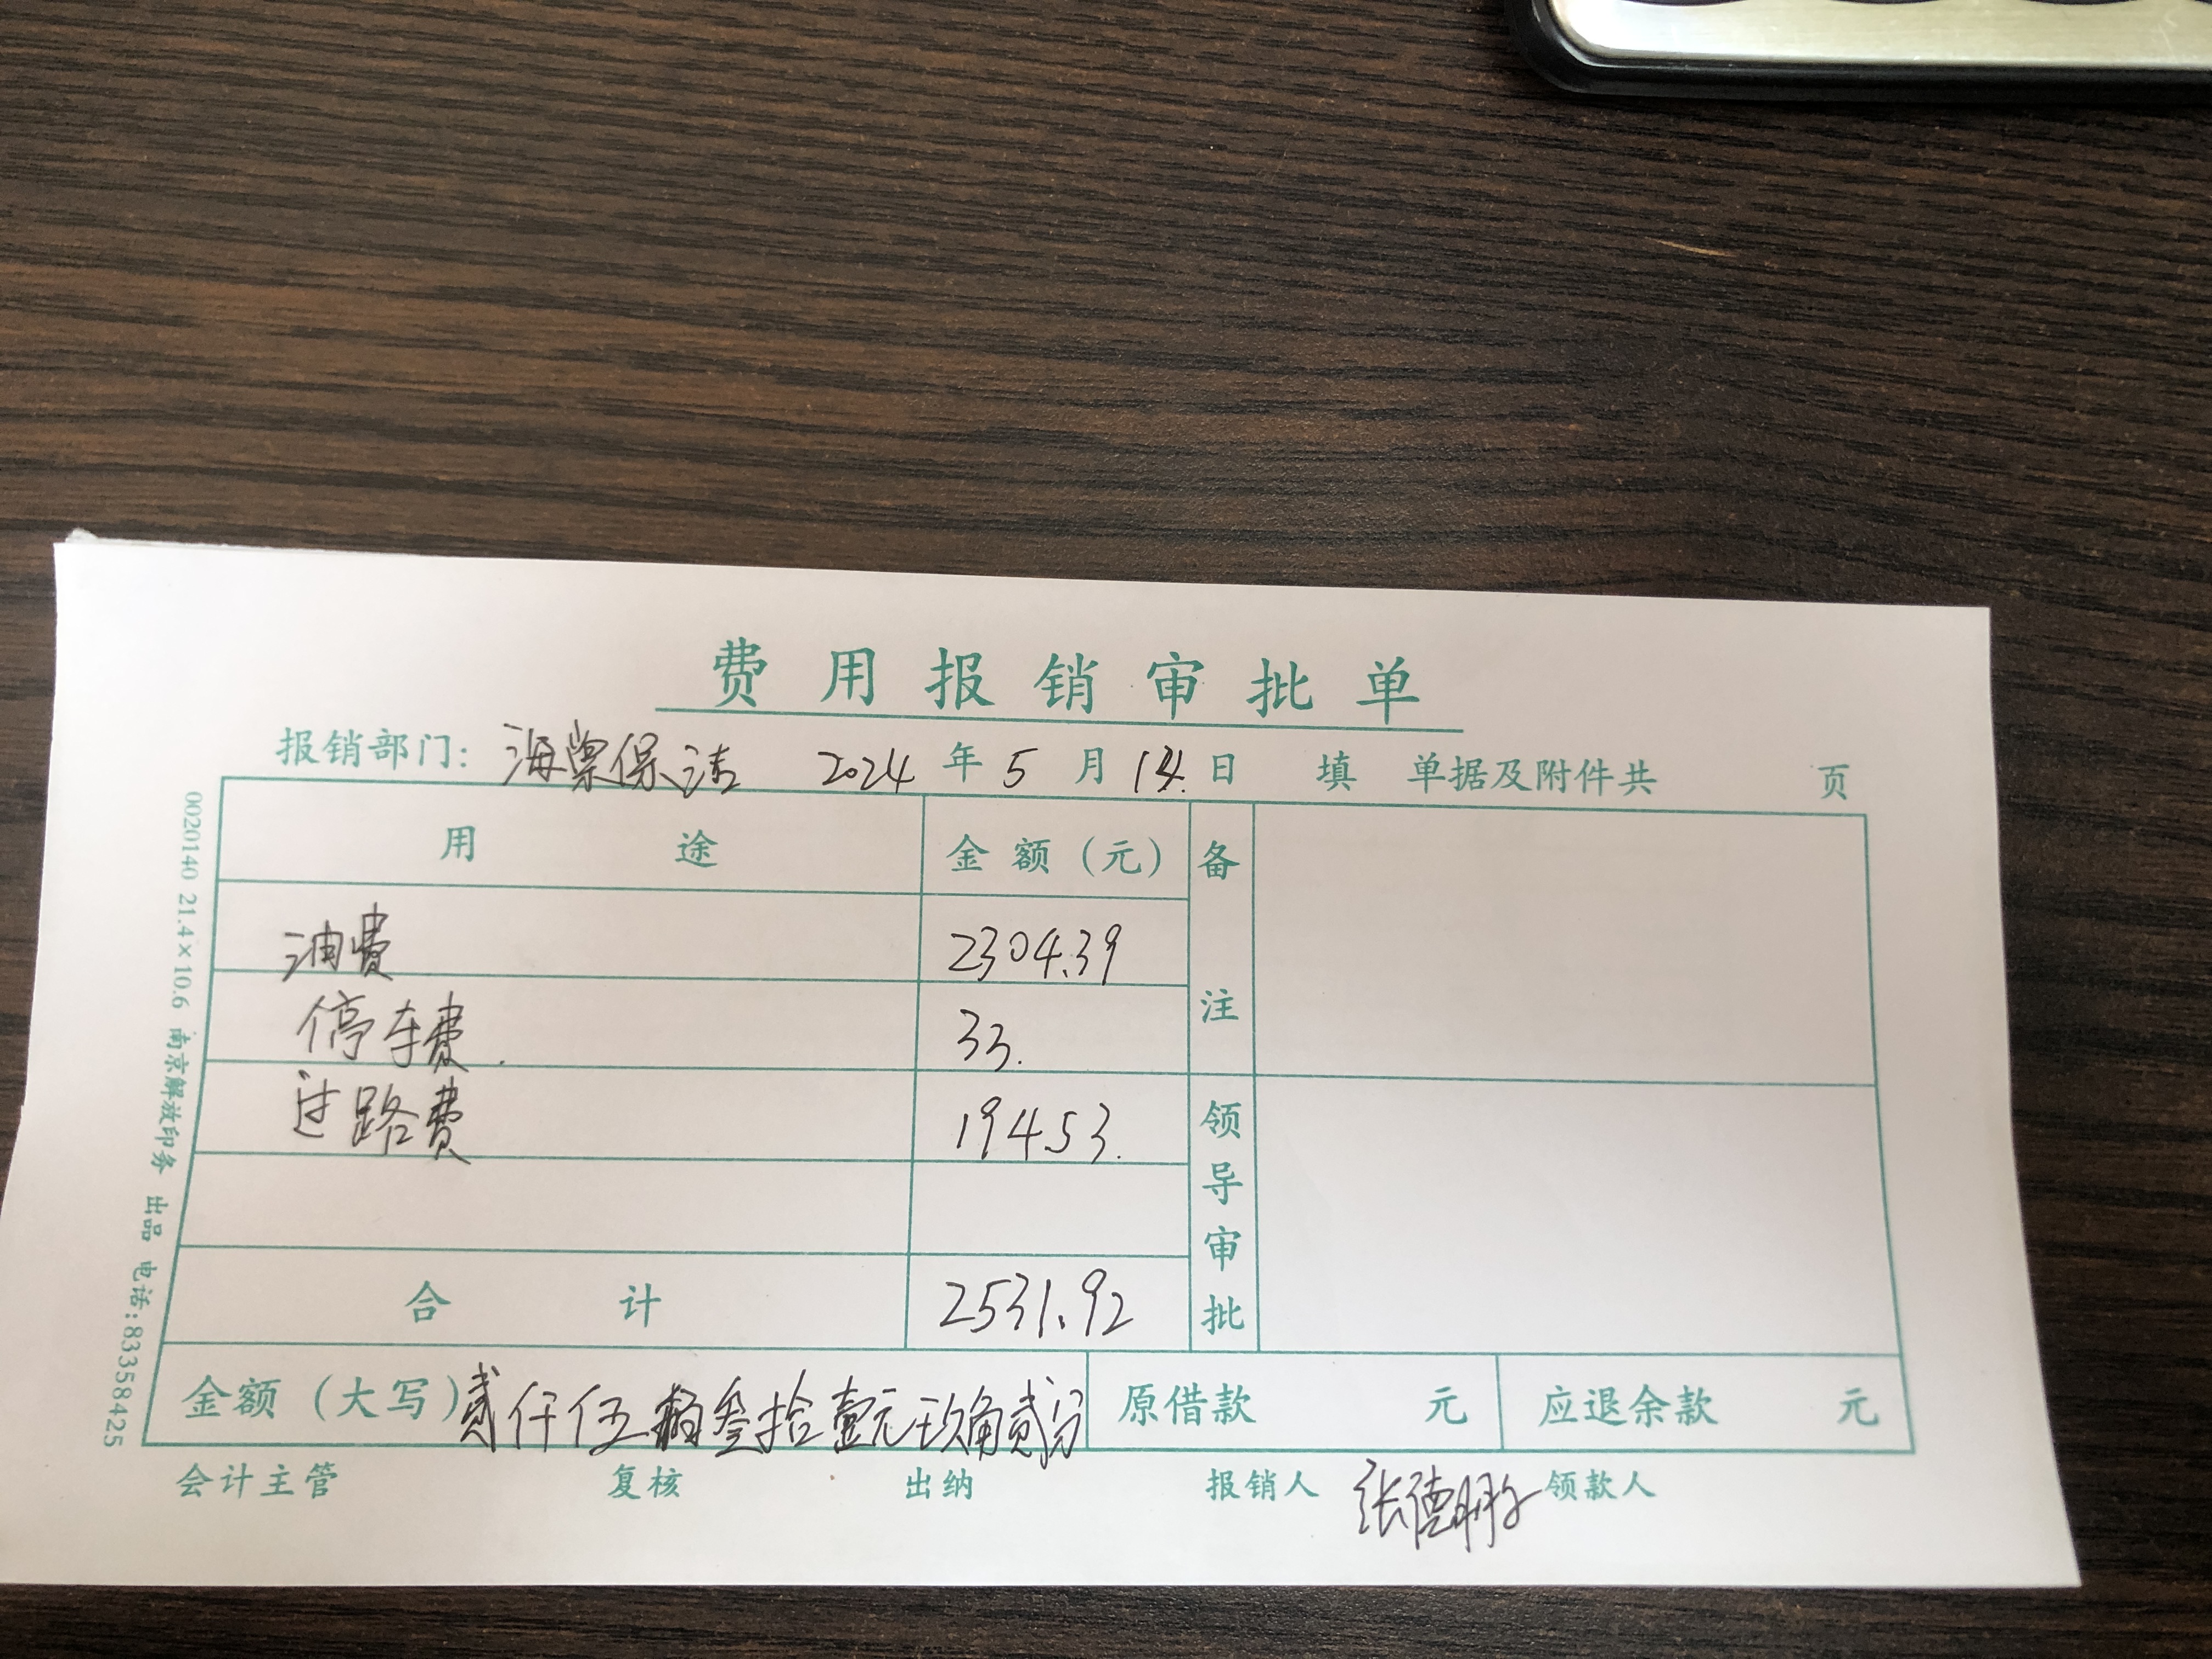 费用报销审批单
报销部门: 海棠保洁 2024 年 5 月 14. 日 填 单据及附件共 页
用途 金额（元） 备注
油费 2304.39
停车费. 33.
过路费 194.53.
领导审批
合计 2531.92
金额（大写）贰仟伍佰叁拾壹元玖角贰分 原借款 元 应退余款 元
会计主管 复核 出纳 报销人 张德鹏 领款人
0020140 21.4×10.6 南京解放印务 出品 电话:83358425